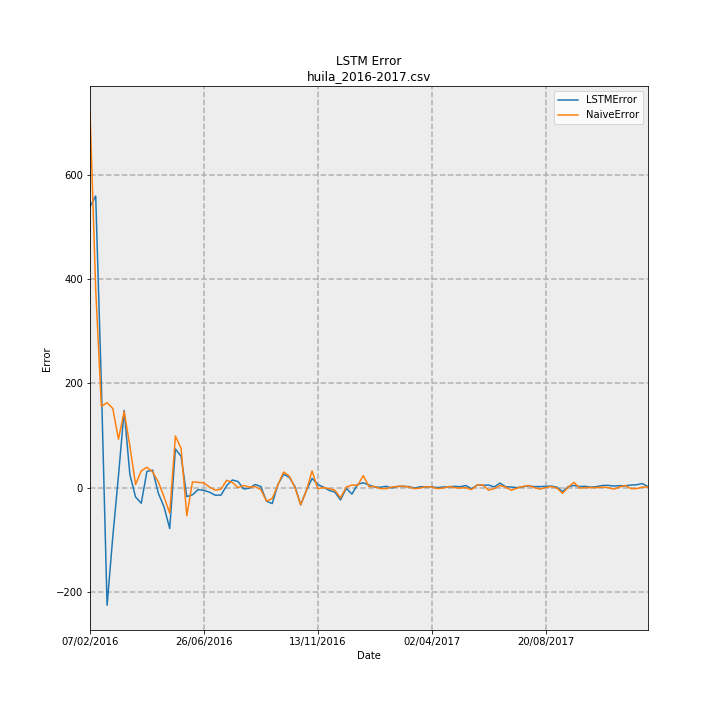 LSTM Error
huila_2016-2017.csv
LSTMError
NaiveError
600
400
200
0
−200
Error
07/02/2016 26/06/2016 13/11/2016 02/04/2017 20/08/2017
Date